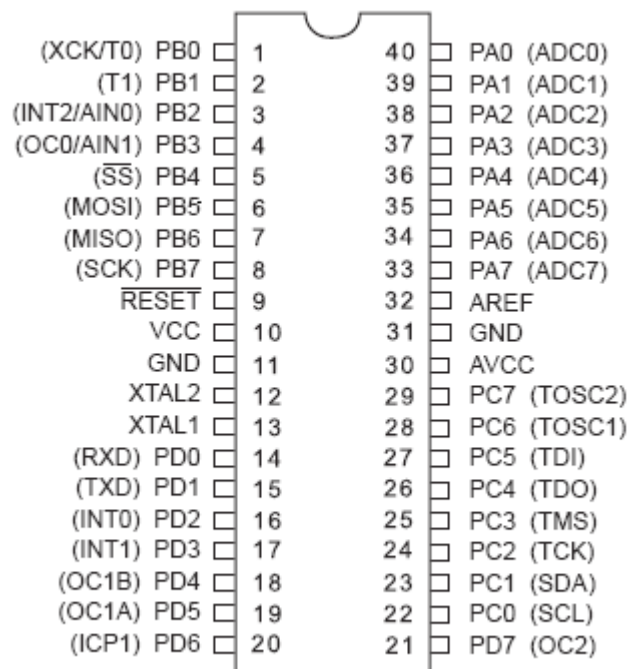 (XCK/T0) PB0 1 40 PA0 (ADC0)
(T1) PB1 2 39 PA1 (ADC1)
(INT2/AIN0) PB2 3 38 PA2 (ADC2)
(OC0/AIN1) PB3 4 37 PA3 (ADC3)
(S̅S̅) PB4 5 36 PA4 (ADC4)
(MOSI) PB5 6 35 PA5 (ADC5)
(MISO) PB6 7 34 PA6 (ADC6)
(SCK) PB7 8 33 PA7 (ADC7)
R̅E̅S̅E̅T̅ 9 32 AREF
VCC 10 31 GND
GND 11 30 AVCC
XTAL2 12 29 PC7 (TOSC2)
XTAL1 13 28 PC6 (TOSC1)
(RXD) PD0 14 27 PC5 (TDI)
(TXD) PD1 15 26 PC4 (TDO)
(INT0) PD2 16 25 PC3 (TMS)
(INT1) PD3 17 24 PC2 (TCK)
(OC1B) PD4 18 23 PC1 (SDA)
(OC1A) PD5 19 22 PC0 (SCL)
(ICP1) PD6 20 21 PD7 (OC2)